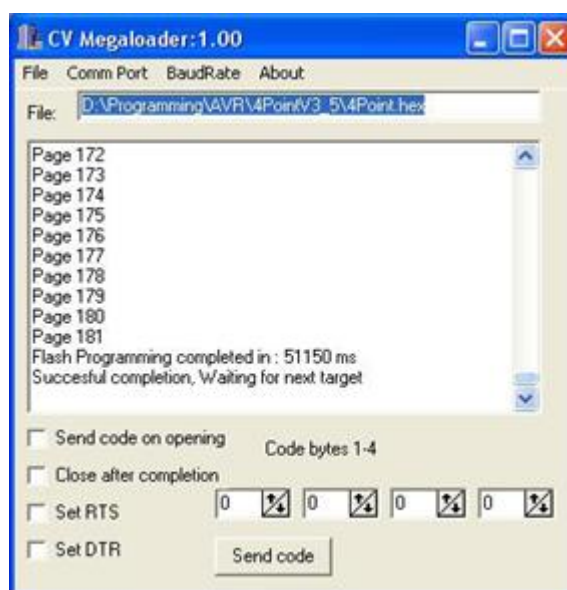 CV Megaloader:1.00
File Comm Port BaudRate About
File: D:\Programming\AVR\4PointV3_5\4Point.hex
Page 172
Page 173
Page 174
Page 175
Page 176
Page 177
Page 178
Page 179
Page 180
Page 181
Flash Programming completed in : 51150 ms
Succesful completion, Waiting for next target
Send code on opening
Code bytes 1-4
Close after completion
Set RTS 0 0 0 0
Set DTR Send code